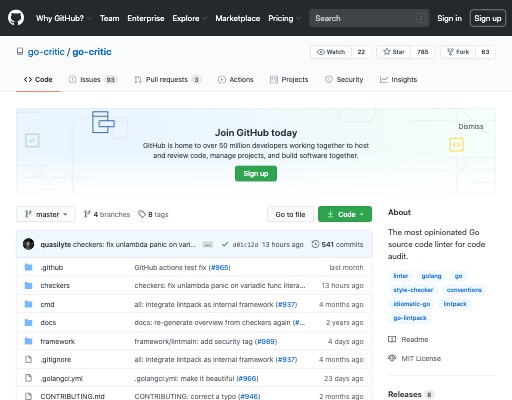 Why GitHub? Team Enterprise Explore Marketplace Pricing Search / Sign in Sign up
go-critic / go-critic Watch 22 Star 785 Fork 63
Code Issues 93 Pull requests 3 Actions Projects Security Insights
Join GitHub today
Dismiss
GitHub is home to over 50 million developers working together to host
and review code, manage projects, and build software together.
Sign up
master 4 branches 8 tags Go to file Code
About
quasilyte checkers: fix unlambda panic on vari... ... d01c12d 13 hours ago 541 commits
The most opinionated Go
source code linter for code
audit.
.github GitHub actions test fix (#965) last month
checkers checkers: fix unlambda panic on variadic func litera... 13 hours ago
cmd all: integrate lintpack as internal framework (#937) 4 months ago
docs docs: re-generate overview from checkers again (#... 2 years ago
framework framework/lintmain: add security tag (#989) 4 days ago
.gitignore all: integrate lintpack as internal framework (#937) 4 months ago
.golangci.yml .golangci.yml: make it beautiful (#966) 23 days ago
CONTRIBUTING.md CONTRIBUTING: correct a typo (#946) 2 months ago
linter golang go
style-checker conventions
idiomatic-go lintpack
go-lintpack
Readme
MIT License
Releases 8